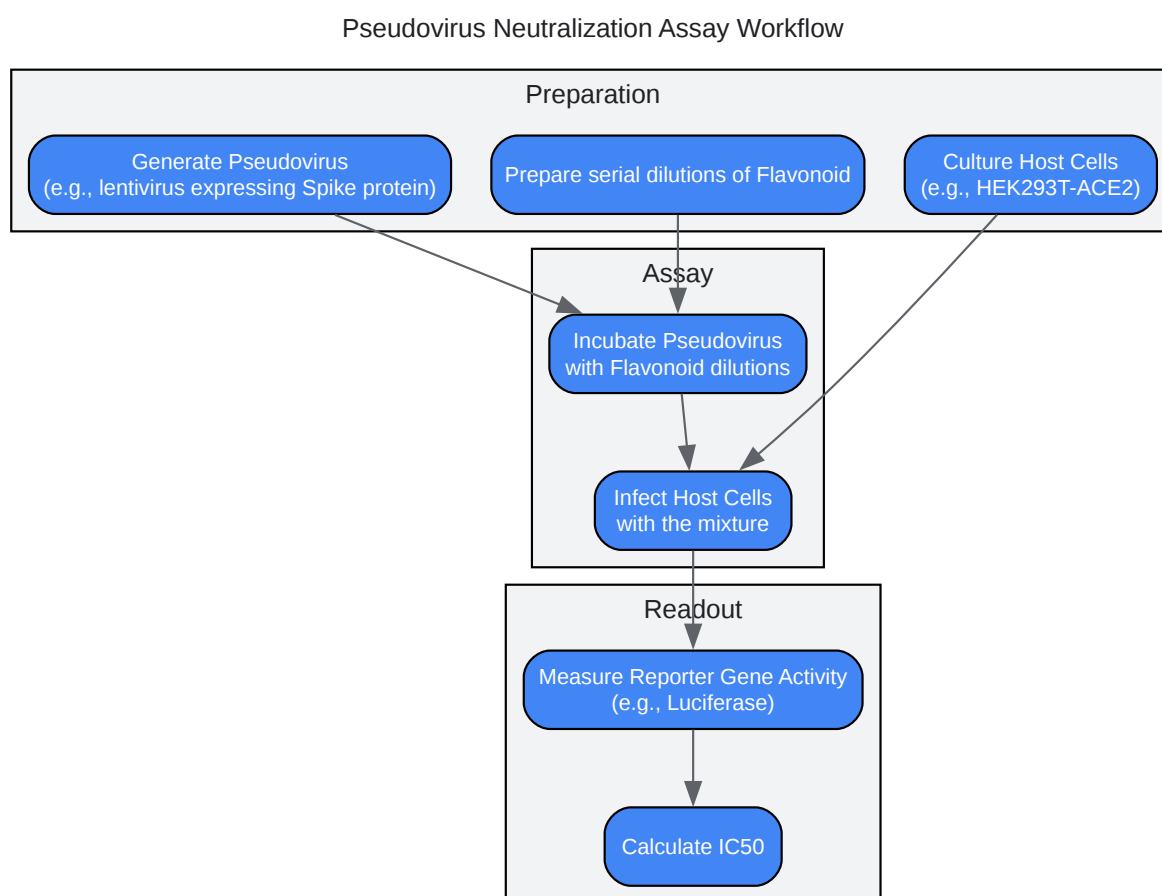 Pseudovirus Neutralization Assay Workflow
Preparation
Generate Pseudovirus
(e.g., lentivirus expressing Spike protein)
Prepare serial dilutions of Flavonoid
Culture Host Cells
(e.g., HEK293T-ACE2)
Assay
Incubate Pseudovirus
with Flavonoid dilutions
Infect Host Cells
with the mixture
Readout
Measure Reporter Gene Activity
(e.g., Luciferase)
Calculate IC50